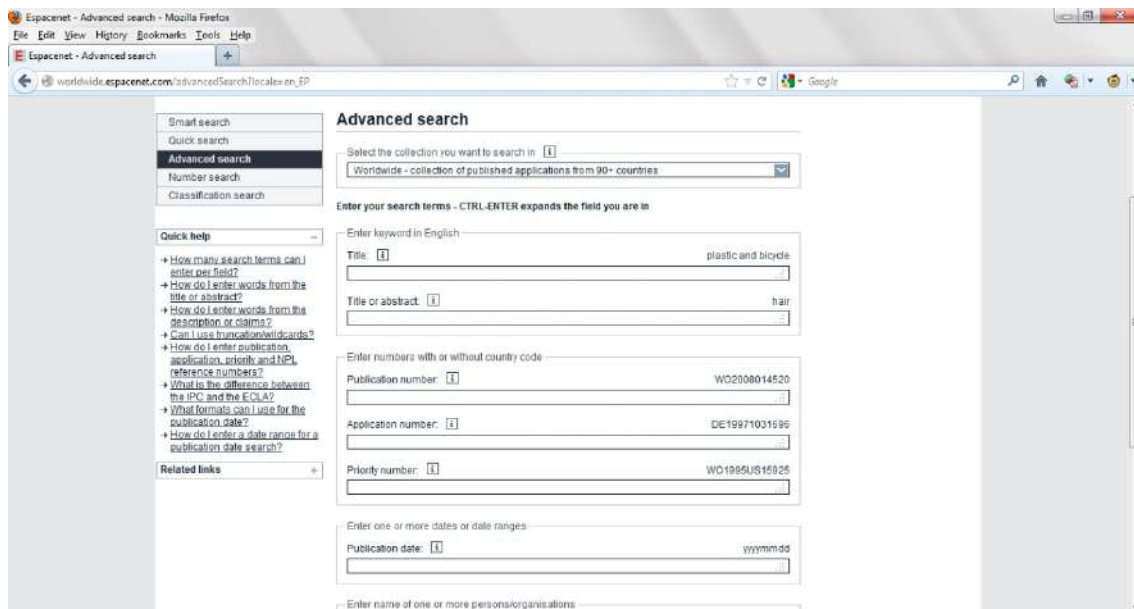 Espacenet - Advanced search - Mozilla Firefox
File Edit View History Bookmarks Tools Help
Espacenet - Advanced search
worldwide.espacenet.com/advancedSearch?locale=en_EP
Google
Smart search
Quick search
Advanced search
Number search
Classification search
Quick help
How many search terms can I
enter per field?
How do I enter words from the
title or abstract?
How do I enter words from the
description or claims?
Can I use truncation/wildcards?
How do I enter publication,
application, priority and NPL
reference numbers?
What is the difference between
the IPC and the ECLA?
What formats can I use for the
publication date?
How do I enter a date range for a
publication date search?
Related links
Advanced search
Select the collection you want to search in
Worldwide - collection of published applications from 90+ countries
Enter your search terms - CTRL-ENTER expands the field you are in
Enter keyword in English
Title: plastic and bicycle
Title or abstract: hair
Enter numbers with or without country code
Publication number: WO2008014520
Application number: DE19971031696
Priority number: WO1995US15925
Enter one or more dates or date ranges
Publication date: yyyymmdd
Enter name of one or more persons/organisations